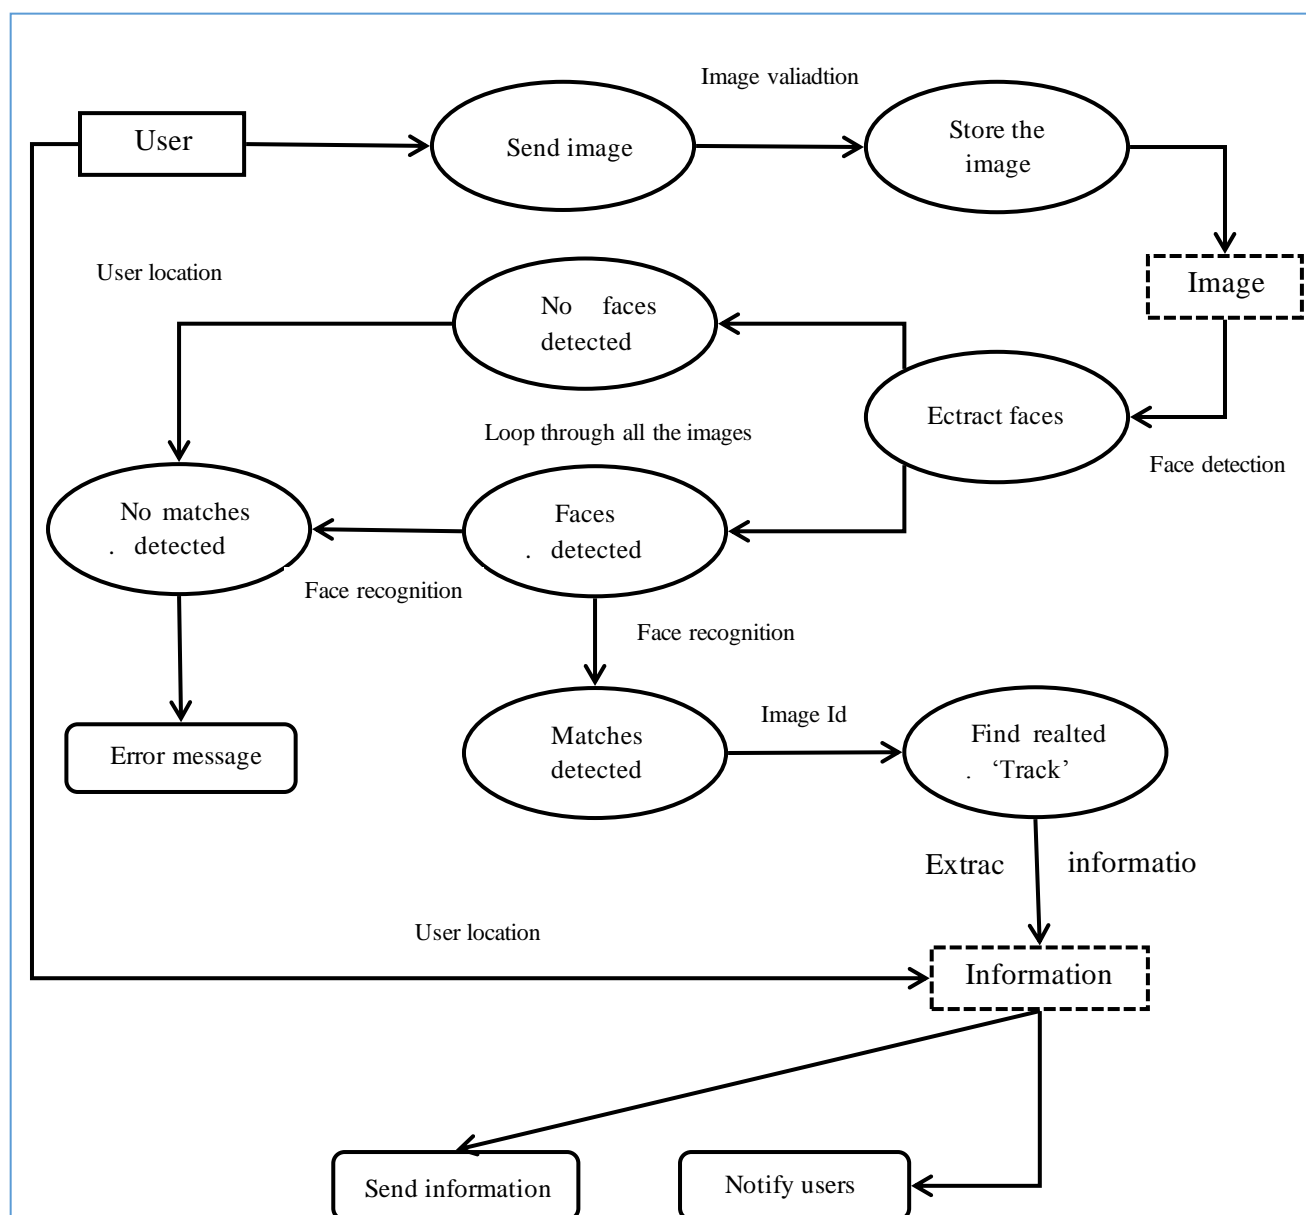 Image valiadtion
User
Send image
Store the
image
User location
Image
No faces
detected
Ectract faces
Loop through all the images
Face detection
No matches
. detected
Faces
. detected
Face recognition
Face recognition
Image Id
Error message
Matches
detected
Find realted
. ‘Track’
Extrac informatio
User location
Information
Send information
Notify users